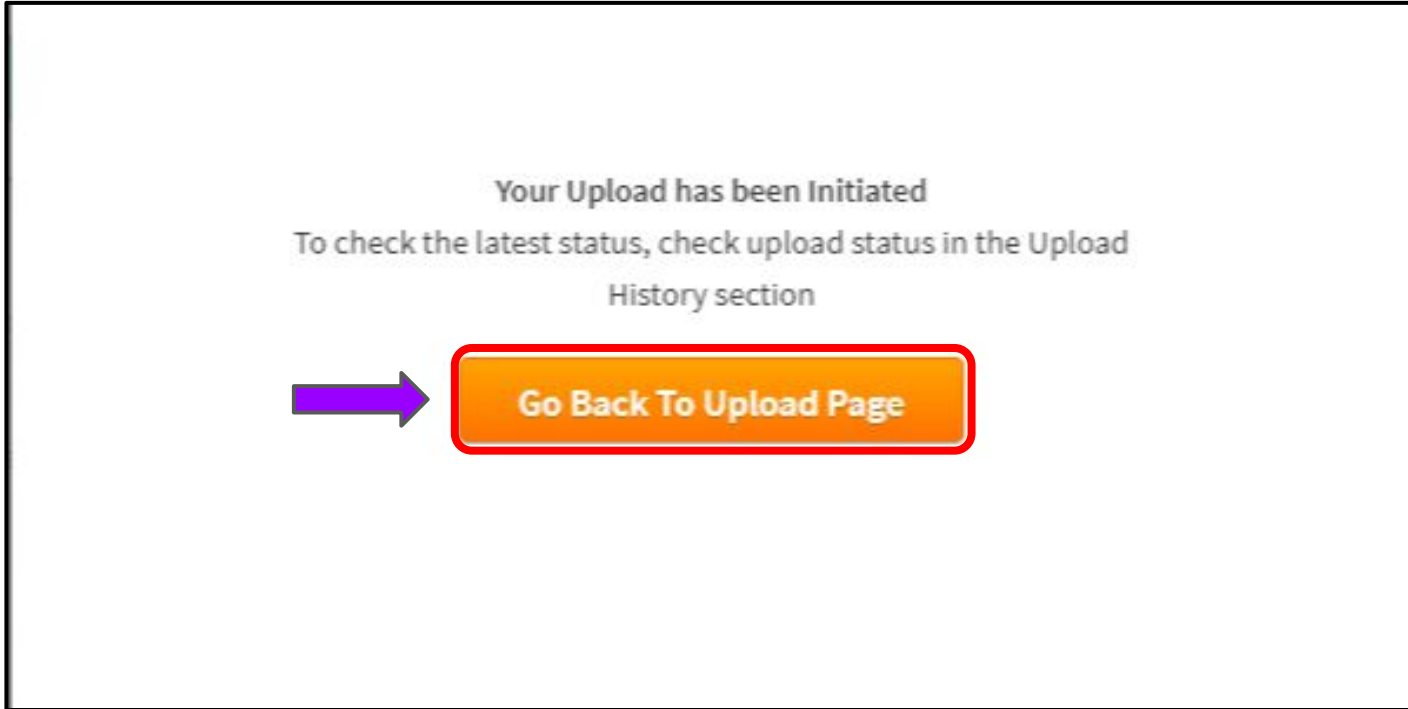 Your Upload has been Initiated
To check the latest status, check upload status in the Upload
History section
Go Back To Upload Page